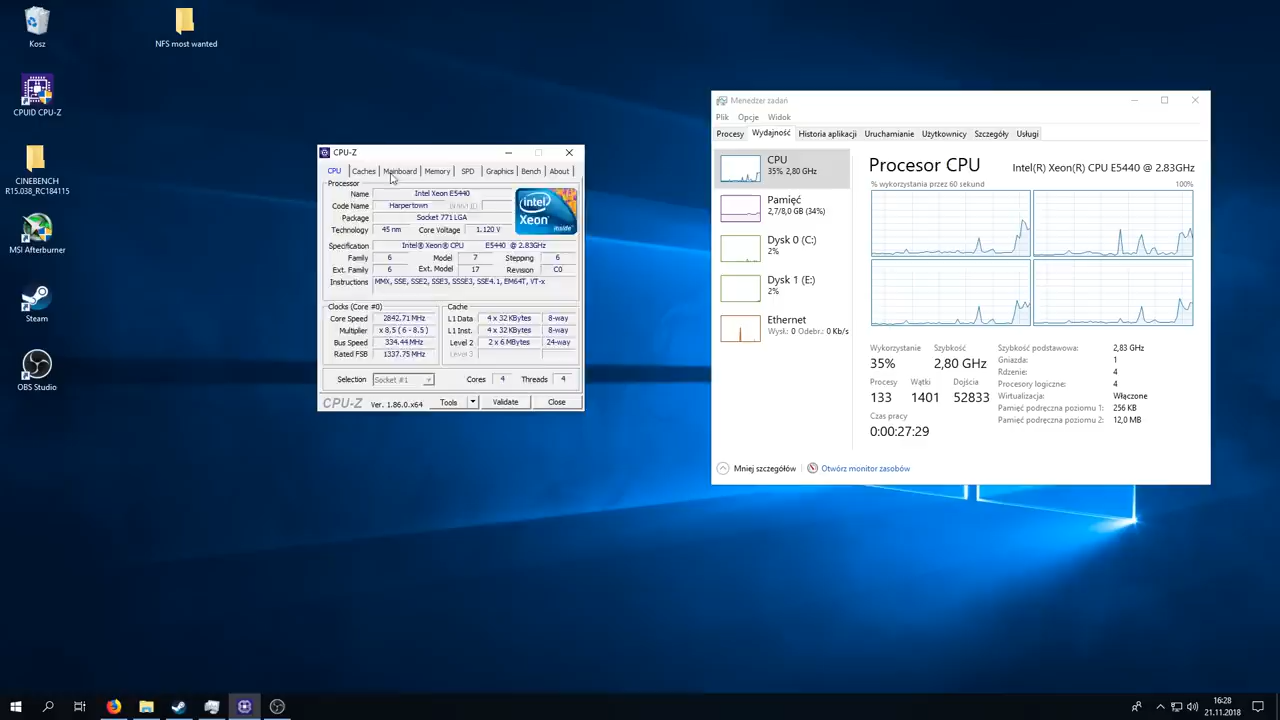 Kosz
NFS most wanted
CPUID CPU-Z
CINEBENCH
R15.038_RC184115
MSI Afterburner
Steam
OBS Studio
CPU-Z
CPU Caches Mainboard Memory SPD Graphics Bench About
Processor
Name Intel Xeon E5440
Code Name Harpertown Brand ID
Package Socket 771 LGA
Technology 45 nm Core Voltage 1.120 V
intel
Xeon
inside™
Specification Intel® Xeon® CPU E5440 @ 2.83GHz
Family 6 Model 7 Stepping 6
Ext. Family 6 Ext. Model 17 Revision C0
Instructions MMX, SSE, SSE2, SSE3, SSSE3, SSE4.1, EM64T, VT-x
Clocks (Core #0)
Core Speed 2842.71 MHz
Multiplier x 8.5 ( 6 - 8.5 )
Bus Speed 334.44 MHz
Rated FSB 1337.75 MHz
Cache
L1 Data 4 x 32 KBytes 8-way
L1 Inst. 4 x 32 KBytes 8-way
Level 2 2 x 6 MBytes 24-way
Level 3
Selection Socket #1 Cores 4 Threads 4
CPU-Z Ver. 1.86.0.x64 Tools Validate Close
Menedżer zadań
Plik Opcje Widok
Procesy Wydajność Historia aplikacji Uruchamianie Użytkownicy Szczegóły Usługi
CPU
35% 2,80 GHz
Pamięć
2,7/8,0 GB (34%)
Dysk 0 (C:)
2%
Dysk 1 (E:)
2%
Ethernet
Wysł.: 0 Odebr.: 0 Kb/s
Procesor CPU Intel(R) Xeon(R) CPU E5440 @ 2.83GHz
% wykorzystania przez 60 sekund 100%
Wykorzystanie Szybkość
35% 2,80 GHz
Procesy Wątki Dojścia
133 1401 52833
Czas pracy
0:00:27:29
Szybkość podstawowa: 2,83 GHz
Gniazda: 1
Rdzenie: 4
Procesory logiczne: 4
Wirtualizacja: Włączone
Pamięć podręczna poziomu 1: 256 KB
Pamięć podręczna poziomu 2: 12,0 MB
Mniej szczegółów Otwórz monitor zasobów
16:28
21.11.2018